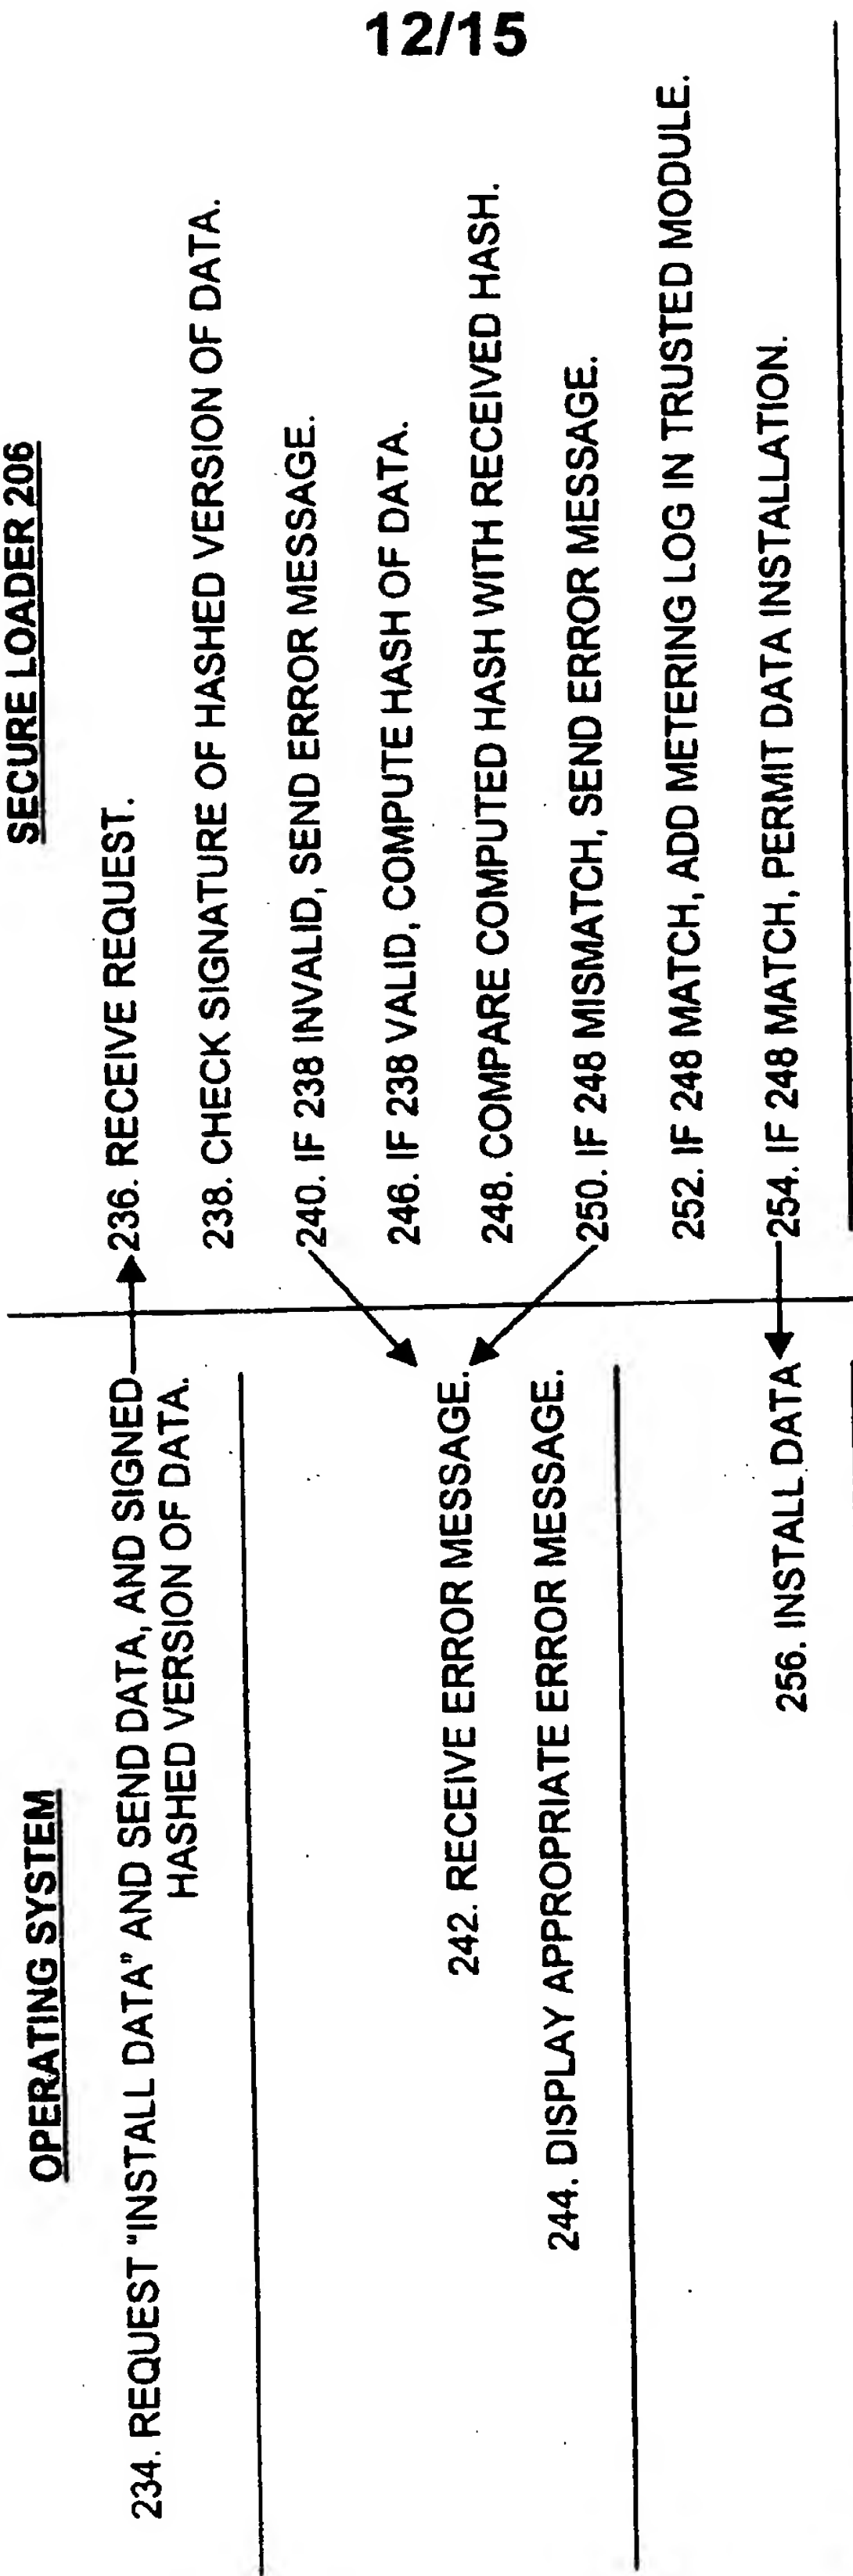 12/15
OPERATING SYSTEM
234. REQUEST "INSTALL DATA" AND SEND DATA, AND SIGNED
HASHED VERSION OF DATA.
242. RECEIVE ERROR MESSAGE.
244. DISPLAY APPROPRIATE ERROR MESSAGE.
256. INSTALL DATA
SECURE LOADER 206
236. RECEIVE REQUEST.
238. CHECK SIGNATURE OF HASHED VERSION OF DATA.
240. IF 238 INVALID, SEND ERROR MESSAGE.
246. IF 238 VALID, COMPUTE HASH OF DATA.
248. COMPARE COMPUTED HASH WITH RECEIVED HASH.
250. IF 248 MISMATCH, SEND ERROR MESSAGE.
252. IF 248 MATCH, ADD METERING LOG IN TRUSTED MODULE.
254. IF 248 MATCH, PERMIT DATA INSTALLATION.